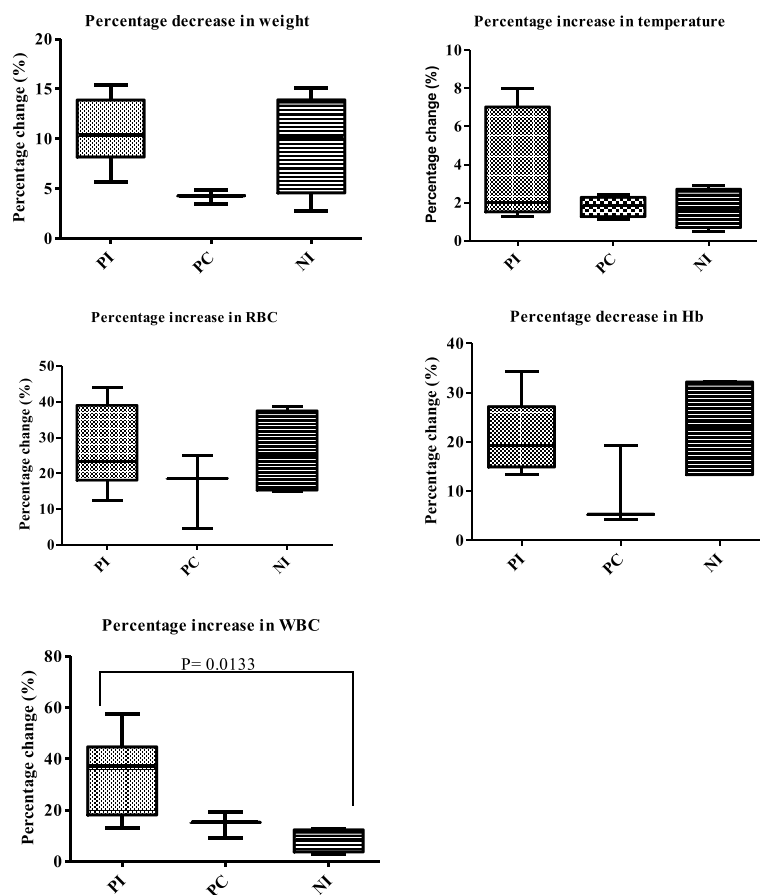 Percentage decrease in weight
Percentage change (%)
20
15
10
5
0
PI
PC
NI
Percentage increase in temperature
Percentage change (%)
10
8
6
4
2
0
PI
PC
NI
Percentage increase in RBC
Percentage change (%)
50
40
30
20
10
0
PI
PC
NI
Percentage decrease in Hb
Percentage change (%)
40
30
20
10
0
PI
PC
NI
Percentage increase in WBC
P= 0.0133
Percentage change (%)
80
60
40
20
0
PI
PC
NI